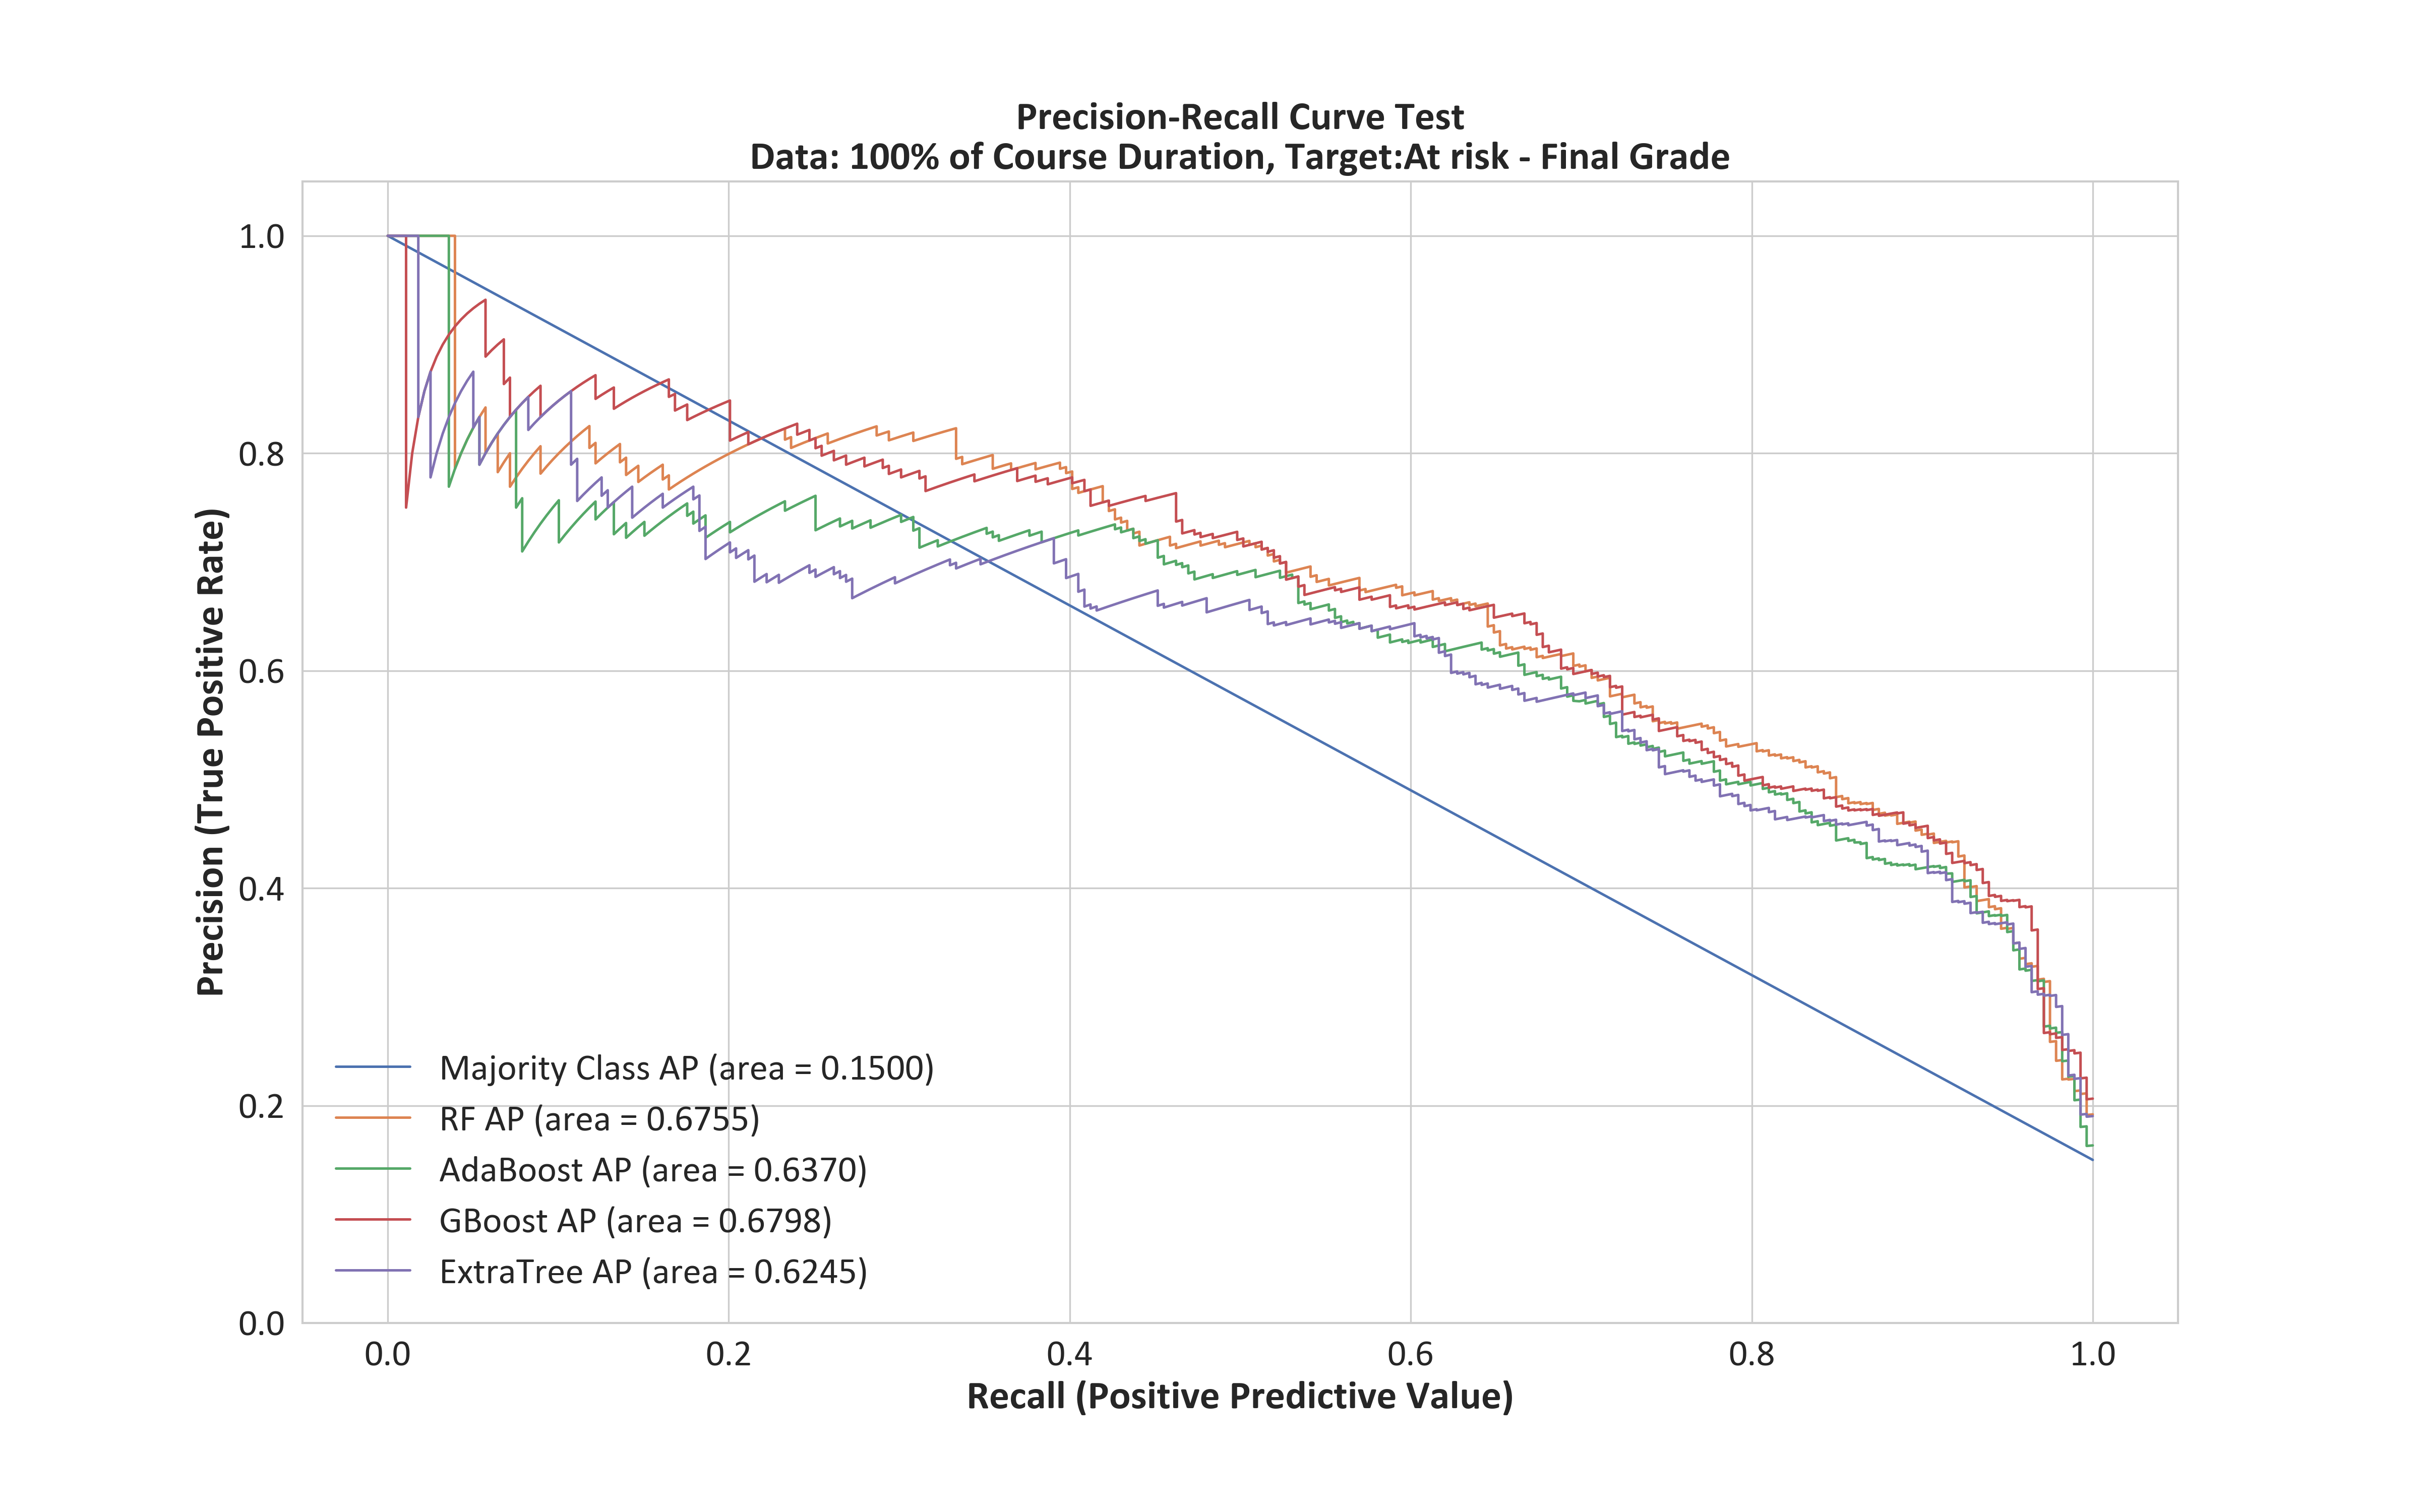 Precision-Recall Curve Test
Data: 100% of Course Duration, Target:At risk - Final Grade
Precision (True Positive Rate)
1.0
0.8
0.6
0.4
0.2
0.0
Majority Class AP (area = 0.1500)
RF AP (area = 0.6755)
AdaBoost AP (area = 0.6370)
GBoost AP (area = 0.6798)
ExtraTree AP (area = 0.6245)
0.0 0.2 0.4 0.6 0.8 1.0
Recall (Positive Predictive Value)